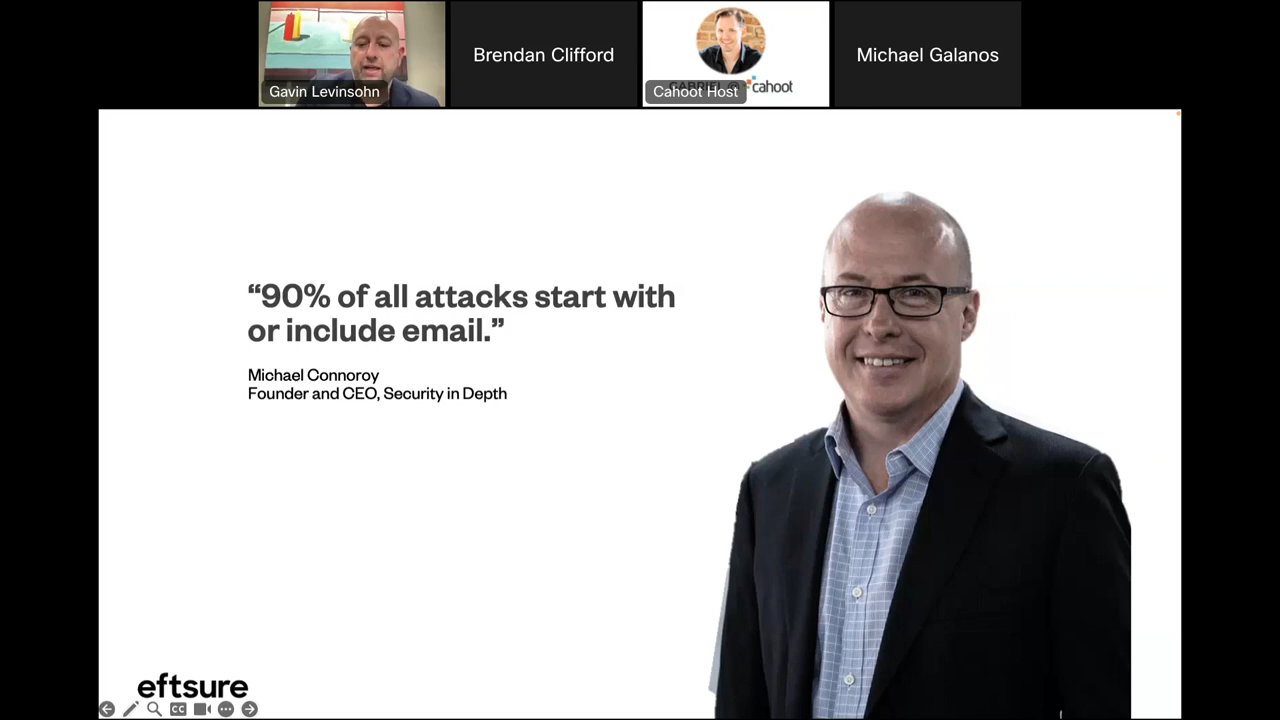 Gavin Levinsohn
Brendan Clifford
Cahoot Host
cahoot
Michael Galanos
“90% of all attacks start with
or include email.”
Michael Connoroy
Founder and CEO, Security in Depth
eftsure
CC